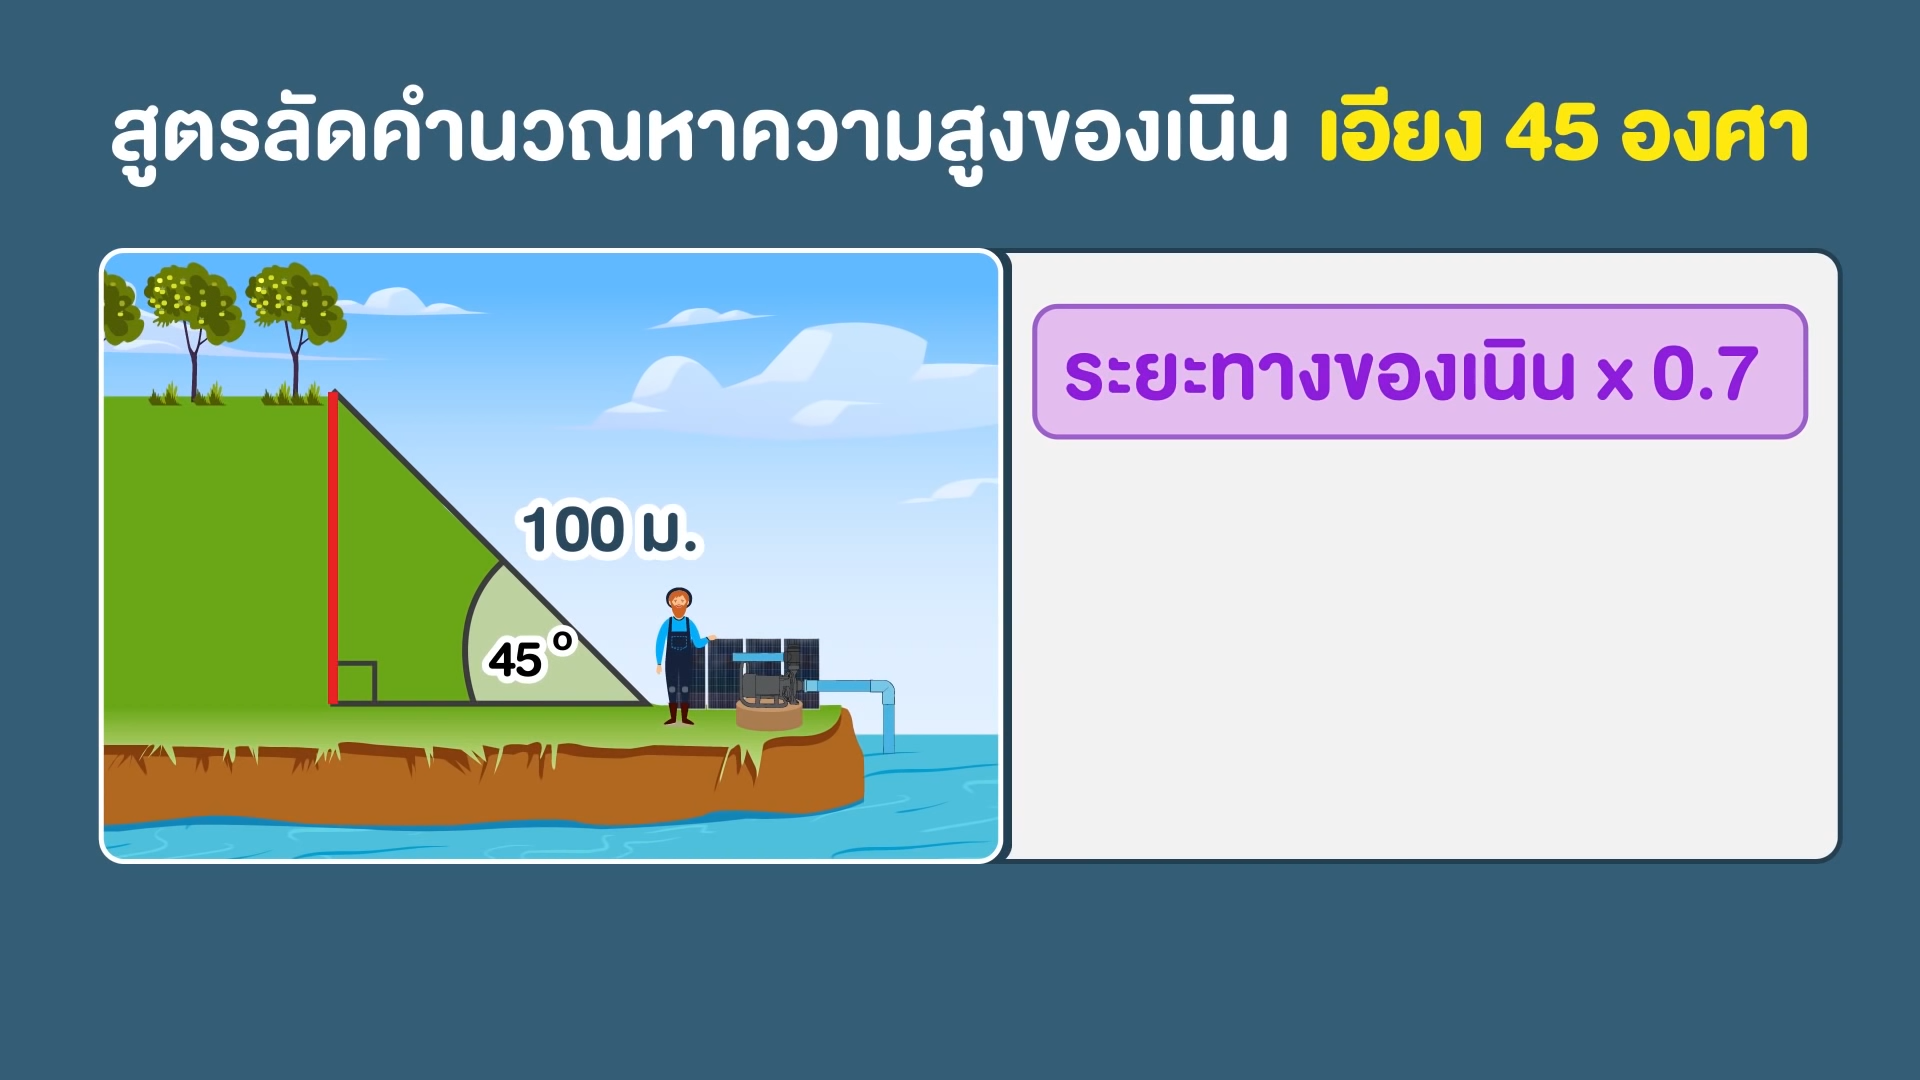 สูตรลัดคำนวณหาความสูงของเนิน เอียง 45 องศา
ระยะทางของเนิน x 0.7
100 ม.
45°